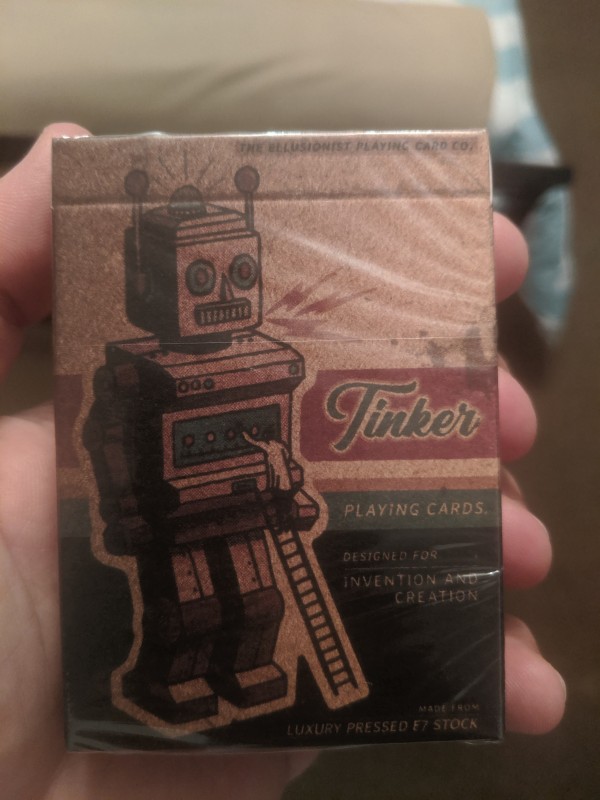 THE ELLUSIONIST PLAYING CARD CO.
Tinker
PLAYING CARDS
DESIGNED FOR
INVENTION AND
CREATION
MADE FROM
LUXURY PRESSED E7 STOCK